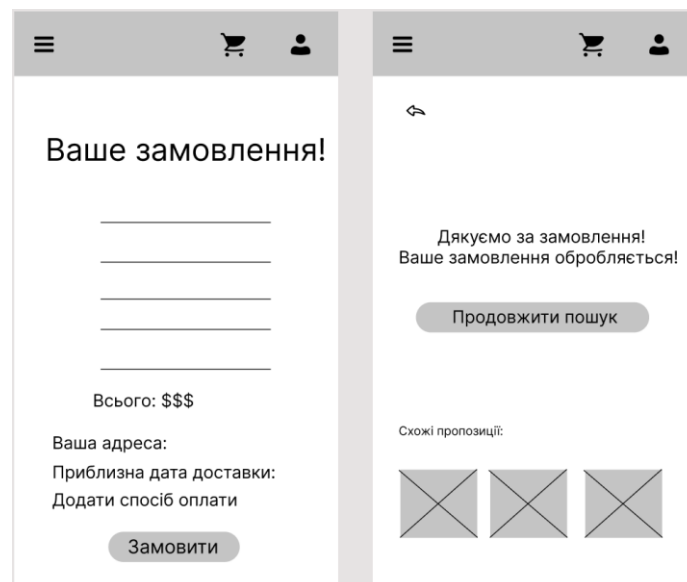 Ваше замовлення!
Всього: $$$
Ваша адреса:
Приблизна дата доставки:
Додати спосіб оплати
Замовити
Дякуємо за замовлення!
Ваше замовлення обробляється!
Продовжити пошук
Схожі пропозиції: